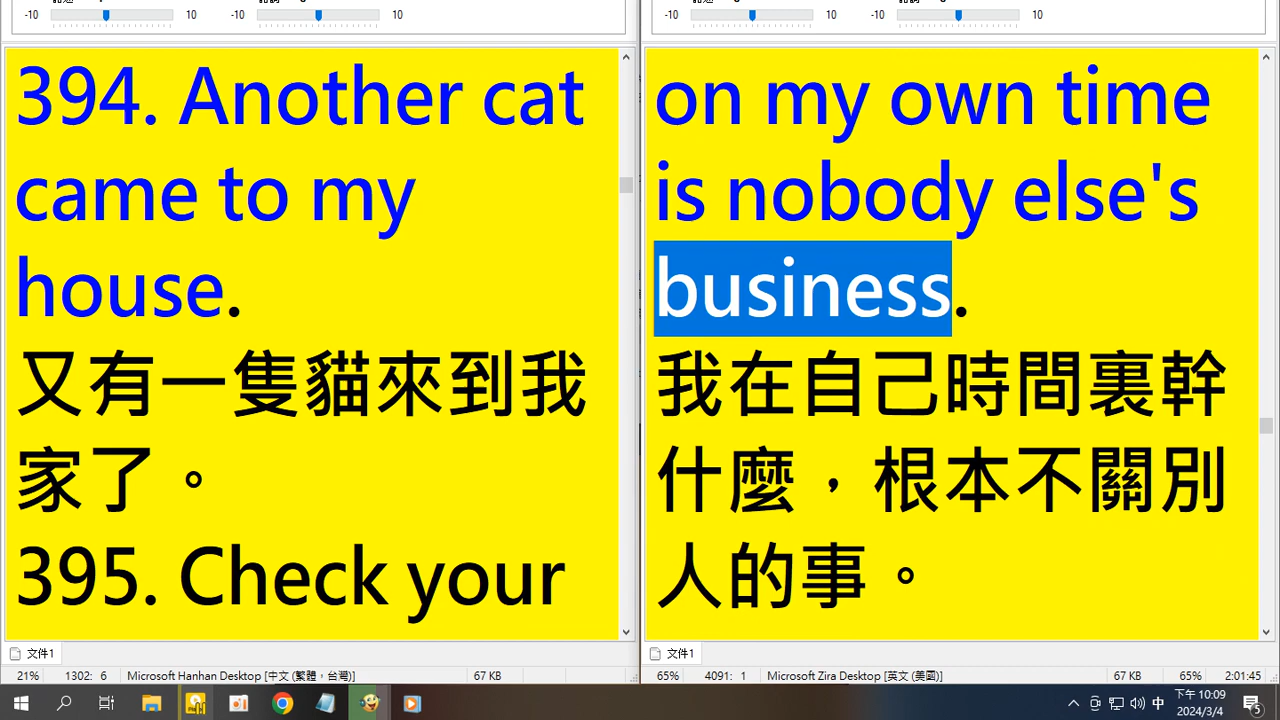 -10 10 -10 10
394. Another cat
came to my
house.
又有一隻貓來到我
家了。
395. Check your
文件1
21% 1302: 6 Microsoft Hanhan Desktop [中文 (繁體，台灣)] 67 KB
-10 10 -10 10
on my own time
is nobody else's
business.
我在自己時間裏幹
什麼，根本不關別
人的事。
文件1
65% 4091: 1 Microsoft Zira Desktop [英文 (美國)] 67 KB 65% 2:01:45
中 下午 10:09
2024/3/4
5